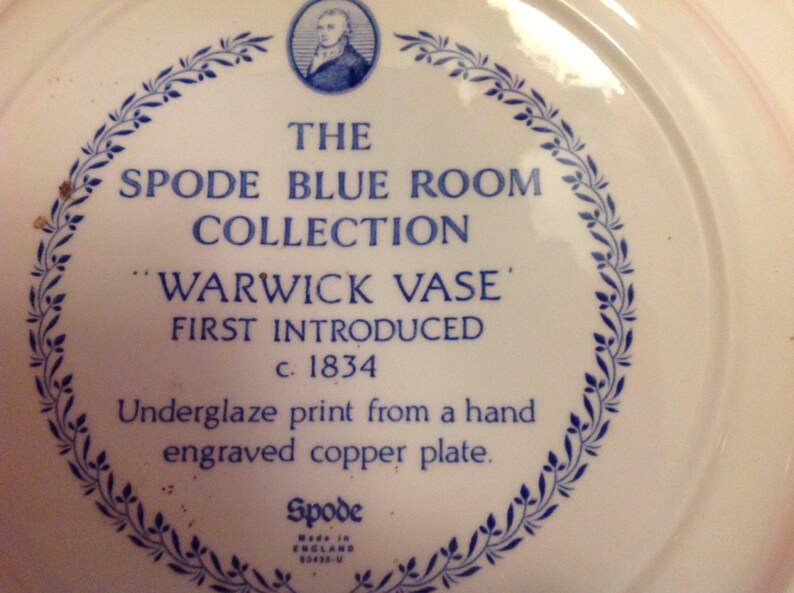 THE
SPODE BLUE ROOM
COLLECTION
"WARWICK VASE'
FIRST INTRODUCED
c. 1834
Underglaze print from a hand
engraved copper plate.
Spode
Made in
ENGLAND